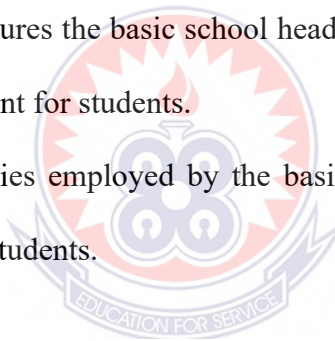 ures the basic school head
nt for students.
ies employed by the basi
tudents.
EDUCATION FOR SERVICE